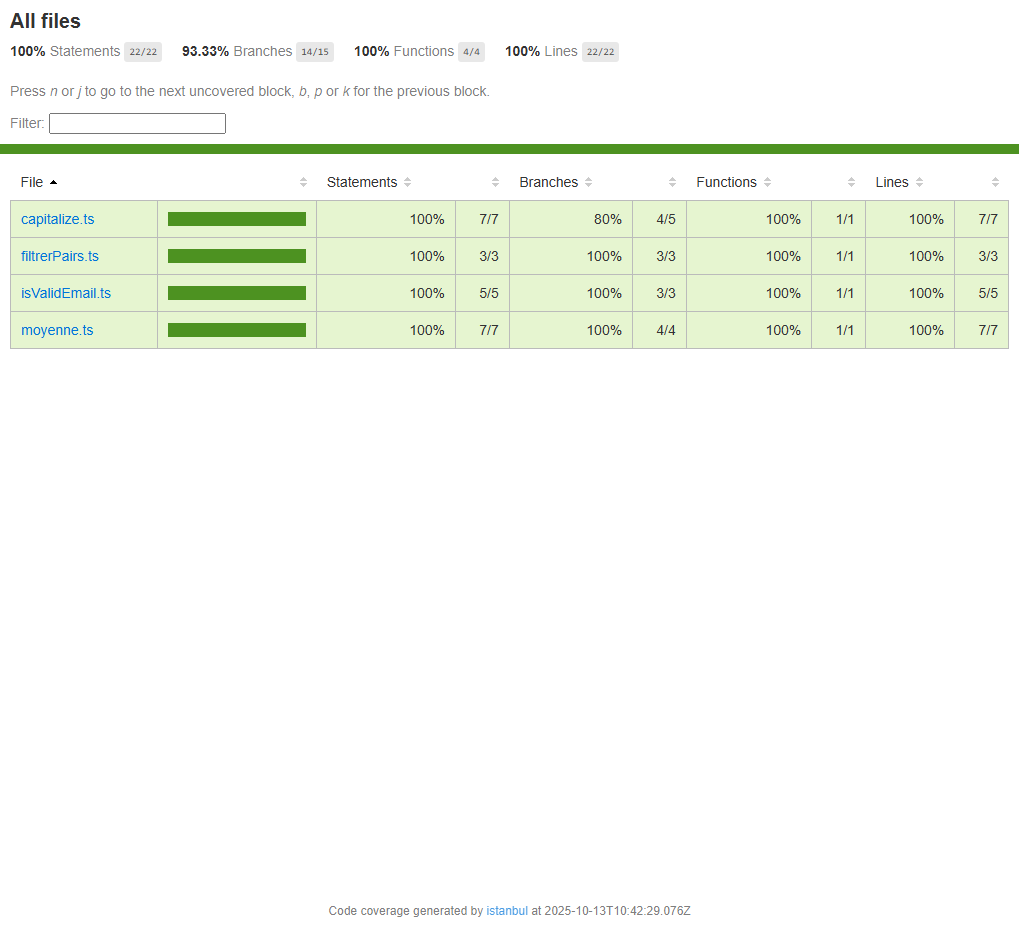 All files
100% Statements 22/22 93.33% Branches 14/15 100% Functions 4/4 100% Lines 22/22
Press n or j to go to the next uncovered block, b, p or k for the previous block.
Filter:
File Statements Branches Functions Lines
capitalize.ts 100% 7/7 80% 4/5 100% 1/1 100% 7/7
filtrerPairs.ts 100% 3/3 100% 3/3 100% 1/1 100% 3/3
isValidEmail.ts 100% 5/5 100% 3/3 100% 1/1 100% 5/5
moyenne.ts 100% 7/7 100% 4/4 100% 1/1 100% 7/7
Code coverage generated by istanbul at 2025-10-13T10:42:29.076Z